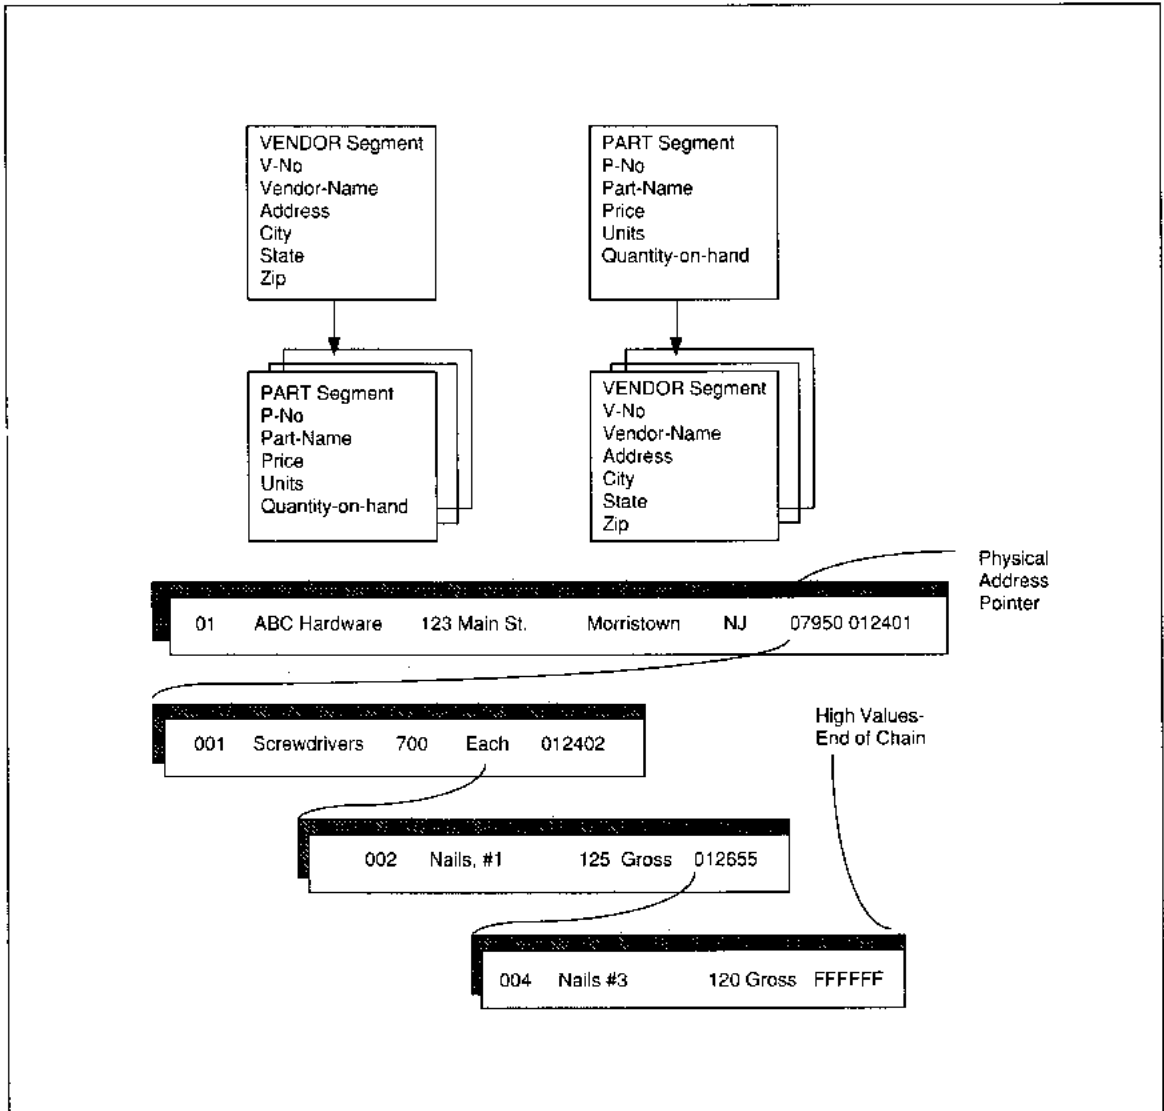 VENDOR Segment
V-No
Vendor-Name
Address
City
State
Zip
PART Segment
P-No
Part-Name
Price
Units
Quantity-on-hand
PART Segment
P-No
Part-Name
Price
Units
Quantity-on-hand
VENDOR Segment
V-No
Vendor-Name
Address
City
State
Zip
Physical
Address
Pointer
01 ABC Hardware 123 Main St. Morristown NJ 07950 012401
001 Screwdrivers 700 Each 012402
High Values-
End of Chain
002 Nails, #1 125 Gross 012655
004 Nails #3 120 Gross FFFFFF